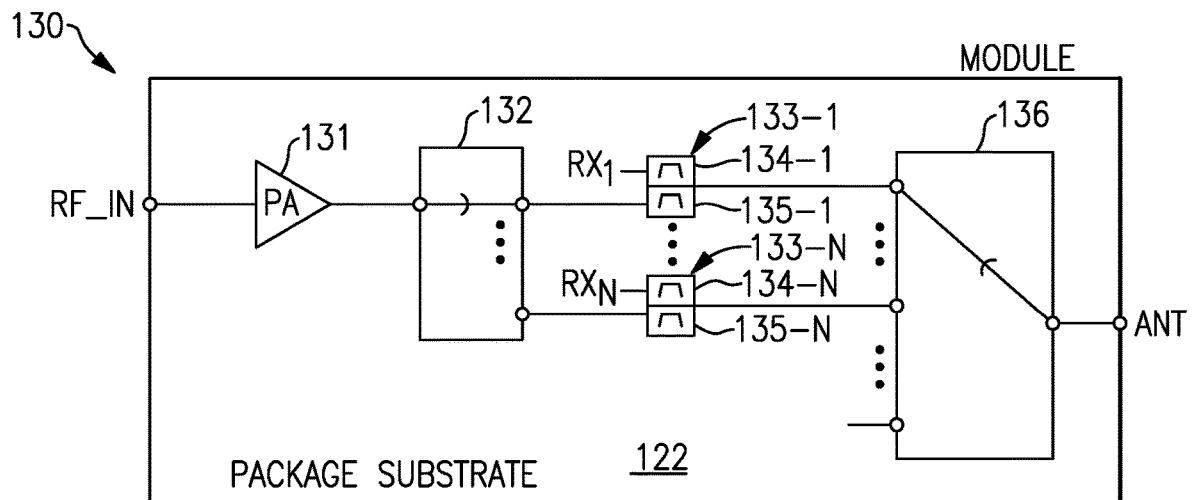 130
MODULE
131
132
133-1
136
RX1
134-1
RF_IN
PA
135-1
133-N
RXN
134-N
135-N
ANT
122
PACKAGE SUBSTRATE